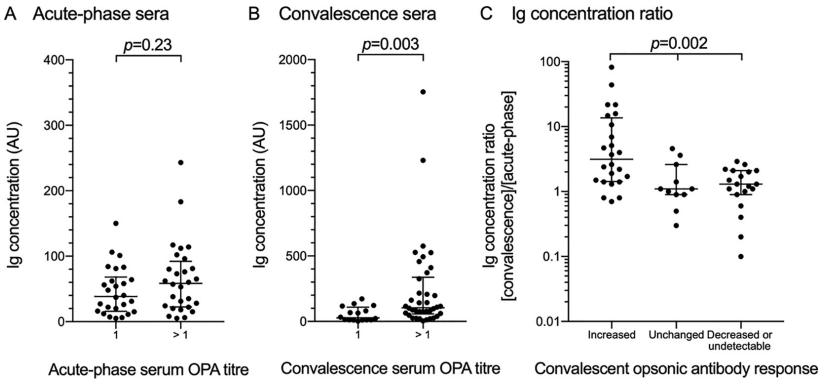 A Acute-phase sera
p=0.23
Ig concentration (AU)
400
300
200
100
0
1
> 1
Acute-phase serum OPA titre
B Convalescence sera
p=0.003
Ig concentration (AU)
2000
1500
1000
500
0
1
> 1
Convalescence serum OPA titre
C Ig concentration ratio
p=0.002
Ig concentration ratio
[convalescence]/[acute-phase]
100
10
1
0.1
0.01
Increased
Unchanged
Decreased or
undetectable
Convalescent opsonic antibody response